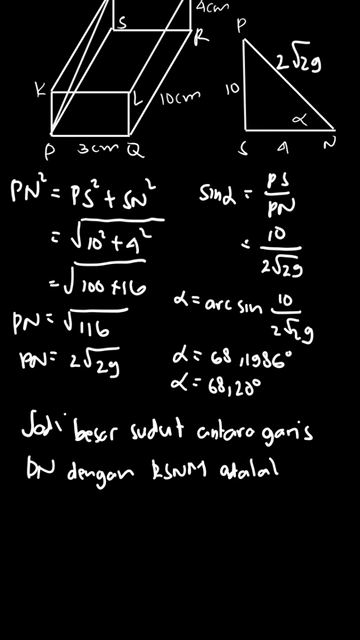 4cm
S
R
P
2√29
K
L
10cm
10
α
P
3cm
Q
S
4
N
PN² = PS² + SN²
= √10² + 4²
= √100 + 16
PN = √116
PN = 2√29
sin α = PS/PN
= 10/2√29
α = arc sin 10/2√29
α = 68,1986°
α = 68,20°
Jadi besar sudut antara garis
PN dengan RSNM adalah